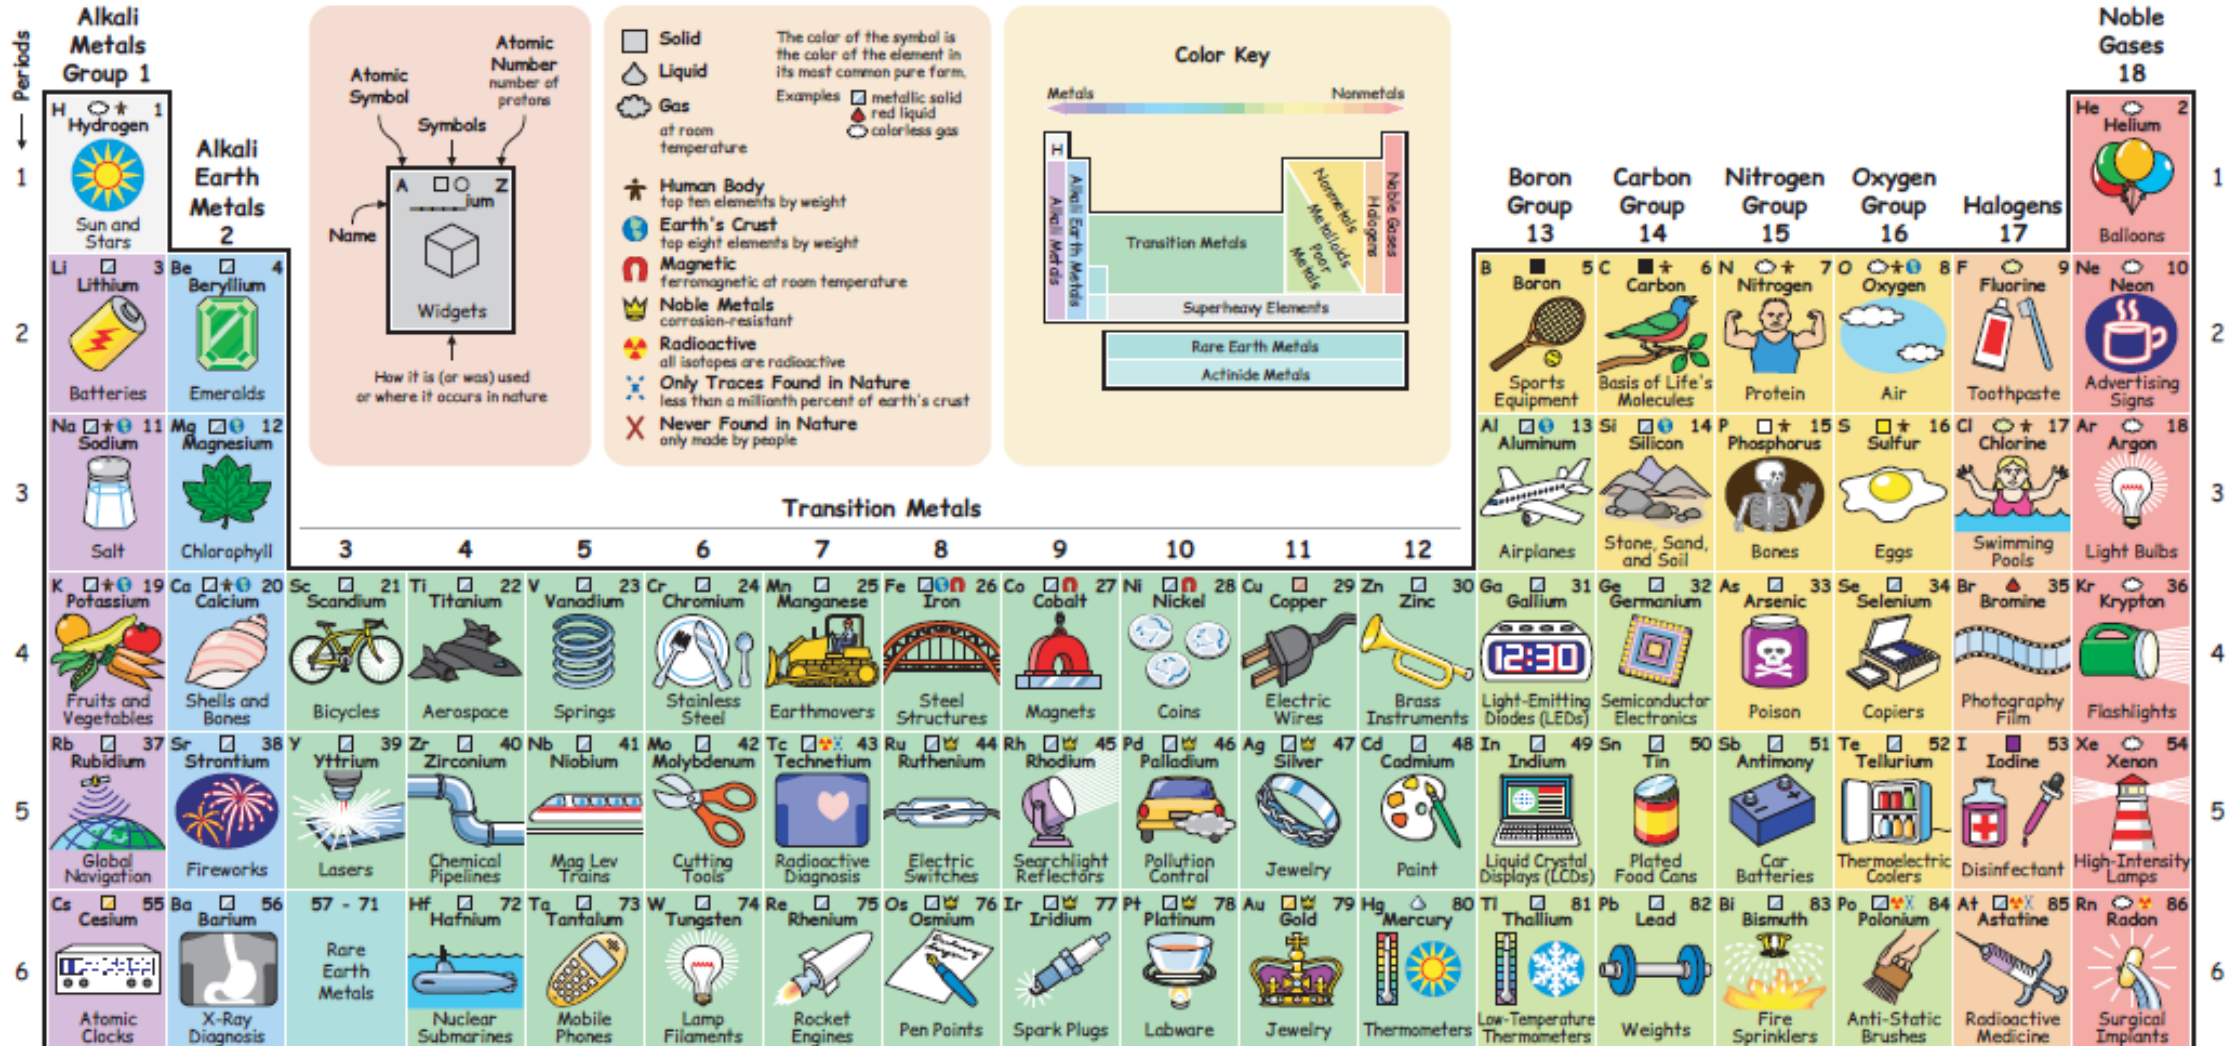 Alkali
Metals
Group 1
Noble
Gases
18
Periods
Atomic
Symbol
Atomic
Number
number of
protons
Symbols
Name
A Z
______ium
Widgets
How it is (or was) used
or where it occurs in nature
Solid
Liquid
Gas
at room
temperature
The color of the symbol is
the color of the element in
its most common pure form.
Examples
metallic solid
red liquid
colorless gas
Human Body
top ten elements by weight
Earth's Crust
top eight elements by weight
Magnetic
ferromagnetic at room temperature
Noble Metals
corrosion-resistant
Radioactive
all isotopes are radioactive
Only Traces Found in Nature
less than a millionth percent of earth's crust
Never Found in Nature
only made by people
Color Key
Metals
Nonmetals
H
Alkali Metals
Alkali Earth Metals
Transition Metals
Nonmetals
Metalloids
Poor
Metals
Halogens
Noble Gases
Superheavy Elements
Rare Earth Metals
Actinide Metals
1
H 1
Hydrogen
Sun and
Stars
Alkali
Earth
Metals
2
Boron
Group
13
Carbon
Group
14
Nitrogen
Group
15
Oxygen
Group
16
Halogens
17
He 2
Helium
Balloons
1
2
Li 3
Lithium
Batteries
Be 4
Beryllium
Emeralds
B 5
Boron
Sports
Equipment
C 6
Carbon
Basis of Life's
Molecules
N 7
Nitrogen
Protein
O 8
Oxygen
Air
F 9
Fluorine
Toothpaste
Ne 10
Neon
Advertising
Signs
2
3
Na 11
Sodium
Salt
Mg 12
Magnesium
Chlorophyll
Transition Metals
3 4 5 6 7 8 9 10 11 12
Al 13
Aluminum
Airplanes
Si 14
Silicon
Stone, Sand,
and Soil
P 15
Phosphorus
Bones
S 16
Sulfur
Eggs
Cl 17
Chlorine
Swimming
Pools
Ar 18
Argon
Light Bulbs
3
4
K 19
Potassium
Fruits and
Vegetables
Ca 20
Calcium
Shells and
Bones
Sc 21
Scandium
Bicycles
Ti 22
Titanium
Aerospace
V 23
Vanadium
Springs
Cr 24
Chromium
Stainless
Steel
Mn 25
Manganese
Earthmovers
Fe 26
Iron
Steel
Structures
Co 27
Cobalt
Magnets
Ni 28
Nickel
Coins
Cu 29
Copper
Electric
Wires
Zn 30
Zinc
Brass
Instruments
Ga 31
Gallium
12:30
Light-Emitting
Diodes (LEDs)
Ge 32
Germanium
Semiconductor
Electronics
As 33
Arsenic
Poison
Se 34
Selenium
Copiers
Br 35
Bromine
Photography
Film
Kr 36
Krypton
Flashlights
4
5
Rb 37
Rubidium
Global
Navigation
Sr 38
Strontium
Fireworks
Y 39
Yttrium
Lasers
Zr 40
Zirconium
Chemical
Pipelines
Nb 41
Niobium
Mag Lev
Trains
Mo 42
Molybdenum
Cutting
Tools
Tc 43
Technetium
Radioactive
Diagnosis
Ru 44
Ruthenium
Electric
Switches
Rh 45
Rhodium
Searchlight
Reflectors
Pd 46
Palladium
Pollution
Control
Ag 47
Silver
Jewelry
Cd 48
Cadmium
Paint
In 49
Indium
Liquid Crystal
Displays (LCDs)
Sn 50
Tin
Plated
Food Cans
Sb 51
Antimony
Car
Batteries
Te 52
Tellurium
Thermoelectric
Coolers
I 53
Iodine
Disinfectant
Xe 54
Xenon
High-Intensity
Lamps
5
6
Cs 55
Cesium
Atomic
Clocks
Ba 56
Barium
X-Ray
Diagnosis
57 - 71
Rare
Earth
Metals
Hf 72
Hafnium
Nuclear
Submarines
Ta 73
Tantalum
Mobile
Phones
W 74
Tungsten
Lamp
Filaments
Re 75
Rhenium
Rocket
Engines
Os 76
Osmium
Pen Points
Ir 77
Iridium
Spark Plugs
Pt 78
Platinum
Labware
Au 79
Gold
Jewelry
Hg 80
Mercury
Thermometers
Tl 81
Thallium
Low-Temperature
Thermometers
Pb 82
Lead
Weights
Bi 83
Bismuth
Fire
Sprinklers
Po 84
Polonium
Anti-Static
Brushes
At 85
Astatine
Radioactive
Medicine
Rn 86
Radon
Surgical
Implants
6